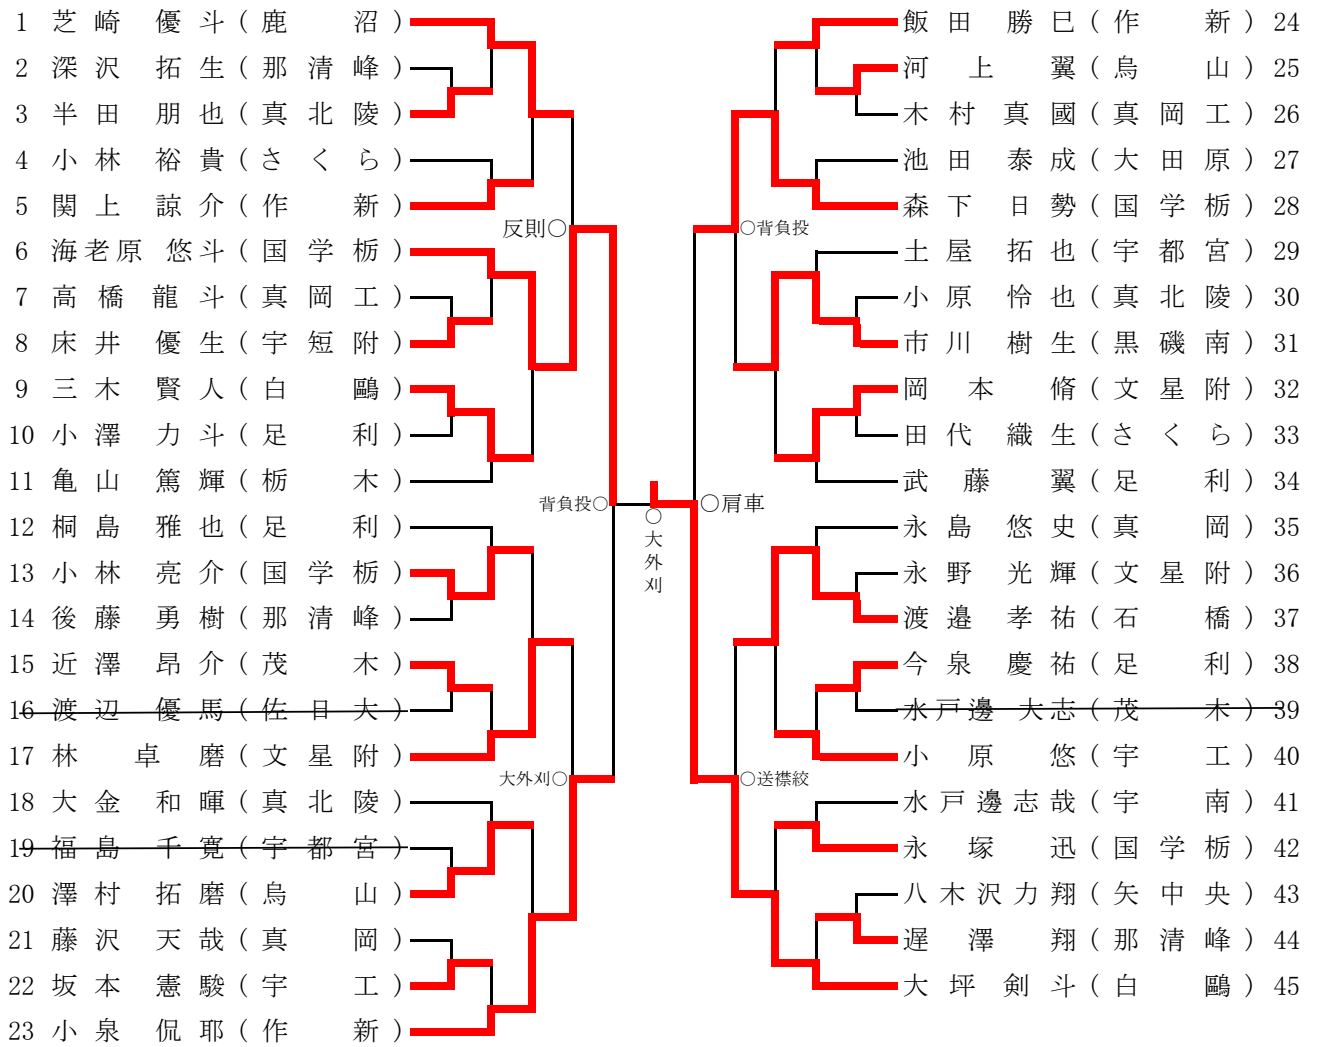 1 芝崎 優斗(鹿 沼)
2 深沢 拓生(那清峰)
3 半田 朋也(真北陵)
4 小林 裕貴(さくら)
5 関上 諒介(作 新)
反則○
6 海老原 悠斗(国学栃)
7 高橋 龍斗(真岡工)
8 床井 優生(宇短附)
9 三木 賢人(白 鷗)
10 小澤 力斗(足 利)
11 亀山 篤輝(栃 木)
背負投○
12 桐島 雅也(足 利)
13 小林 亮介(国学栃)
14 後藤 勇樹(那清峰)
15 近澤 昂介(茂 木)
16 渡辺 優馬(佐日大)
17 林 卓磨(文星附)
大外刈○
18 大金 和暉(真北陵)
19 福島 千寛(宇都宮)
20 澤村 拓磨(烏 山)
21 藤沢 天哉(真 岡)
22 坂本 憲駿(宇 工)
23 小泉 侃耶(作 新)
○大外刈
飯田 勝巳(作 新)24
河上 翼(烏 山)25
木村 真國(真岡工)26
池田 泰成(大田原)27
森下 日勢(国学栃)28
○背負投
土屋 拓也(宇都宮)29
小原 怜也(真北陵)30
市川 樹生(黒磯南)31
岡本 脩(文星附)32
田代 織生(さくら)33
武藤 翼(足 利)34
○肩車
永島 悠史(真 岡)35
永野 光輝(文星附)36
渡邉 孝祐(石 橋)37
今泉 慶祐(足 利)38
水戸邊 大志(茂 木)39
小原 悠(宇 工)40
○送襟絞
水戸邊 志哉(宇 南)41
永塚 迅(国学栃)42
八木沢 力翔(矢中央)43
遅澤 翔(那清峰)44
大坪 剣斗(白 鷗)45